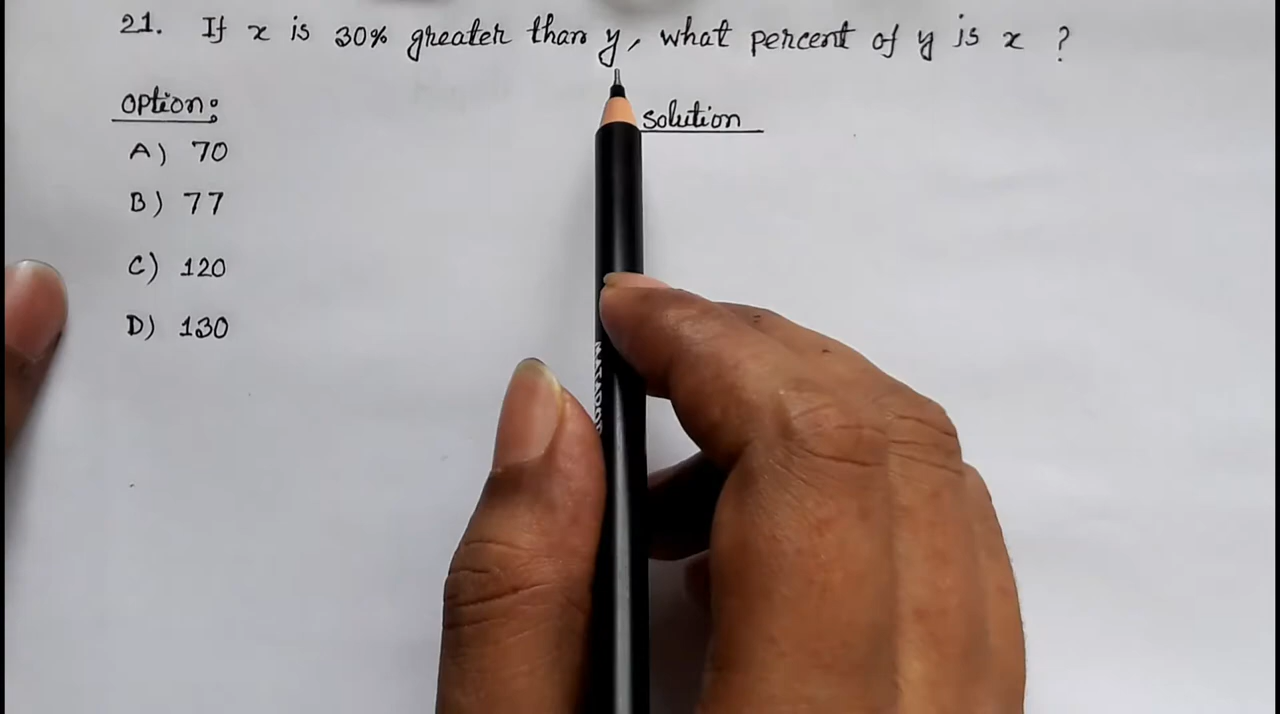 21. If x is 30% greater than y, what percent of y is x ?
option:
solution
A) 70
B) 77
C) 120
D) 130